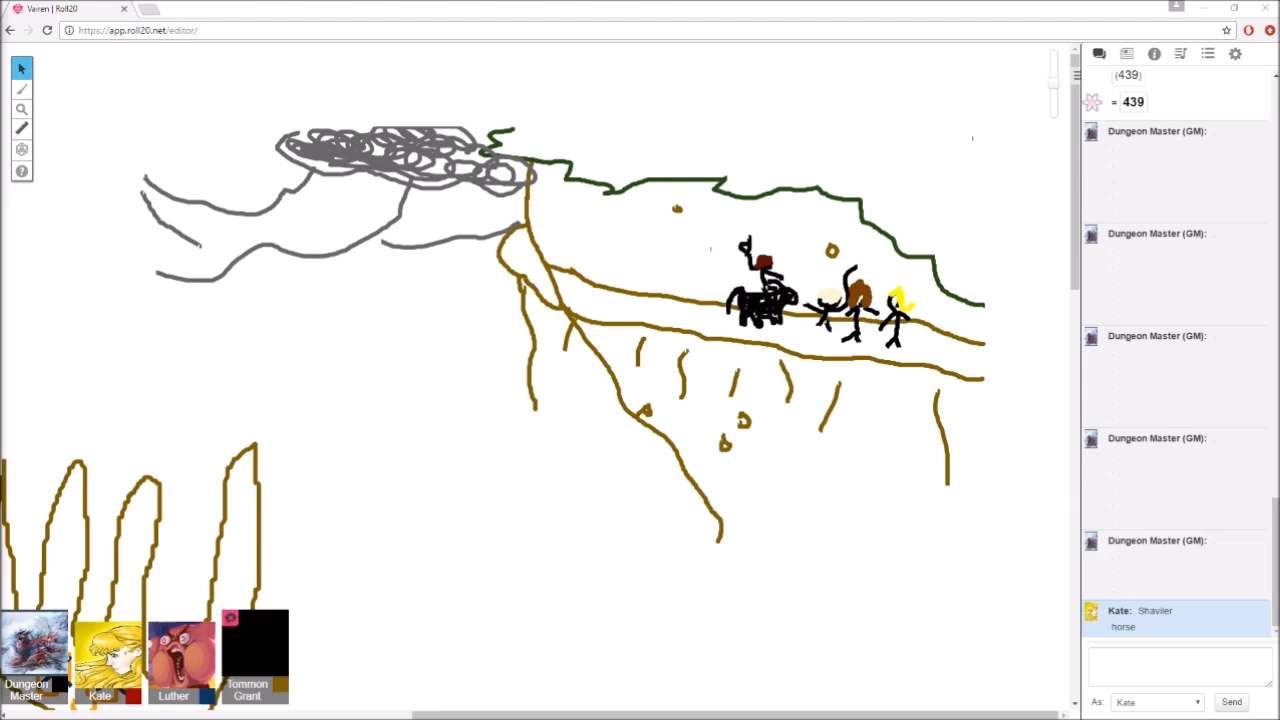 Vairen | Roll20
https://app.roll20.net/editor/
(439)
= 439
Dungeon Master (GM):
Dungeon Master (GM):
Dungeon Master (GM):
Dungeon Master (GM):
Dungeon Master (GM):
Kate: Shaviler
horse
As: Kate Send
Dungeon
Master
Kate
Luther
Tommon
Grant